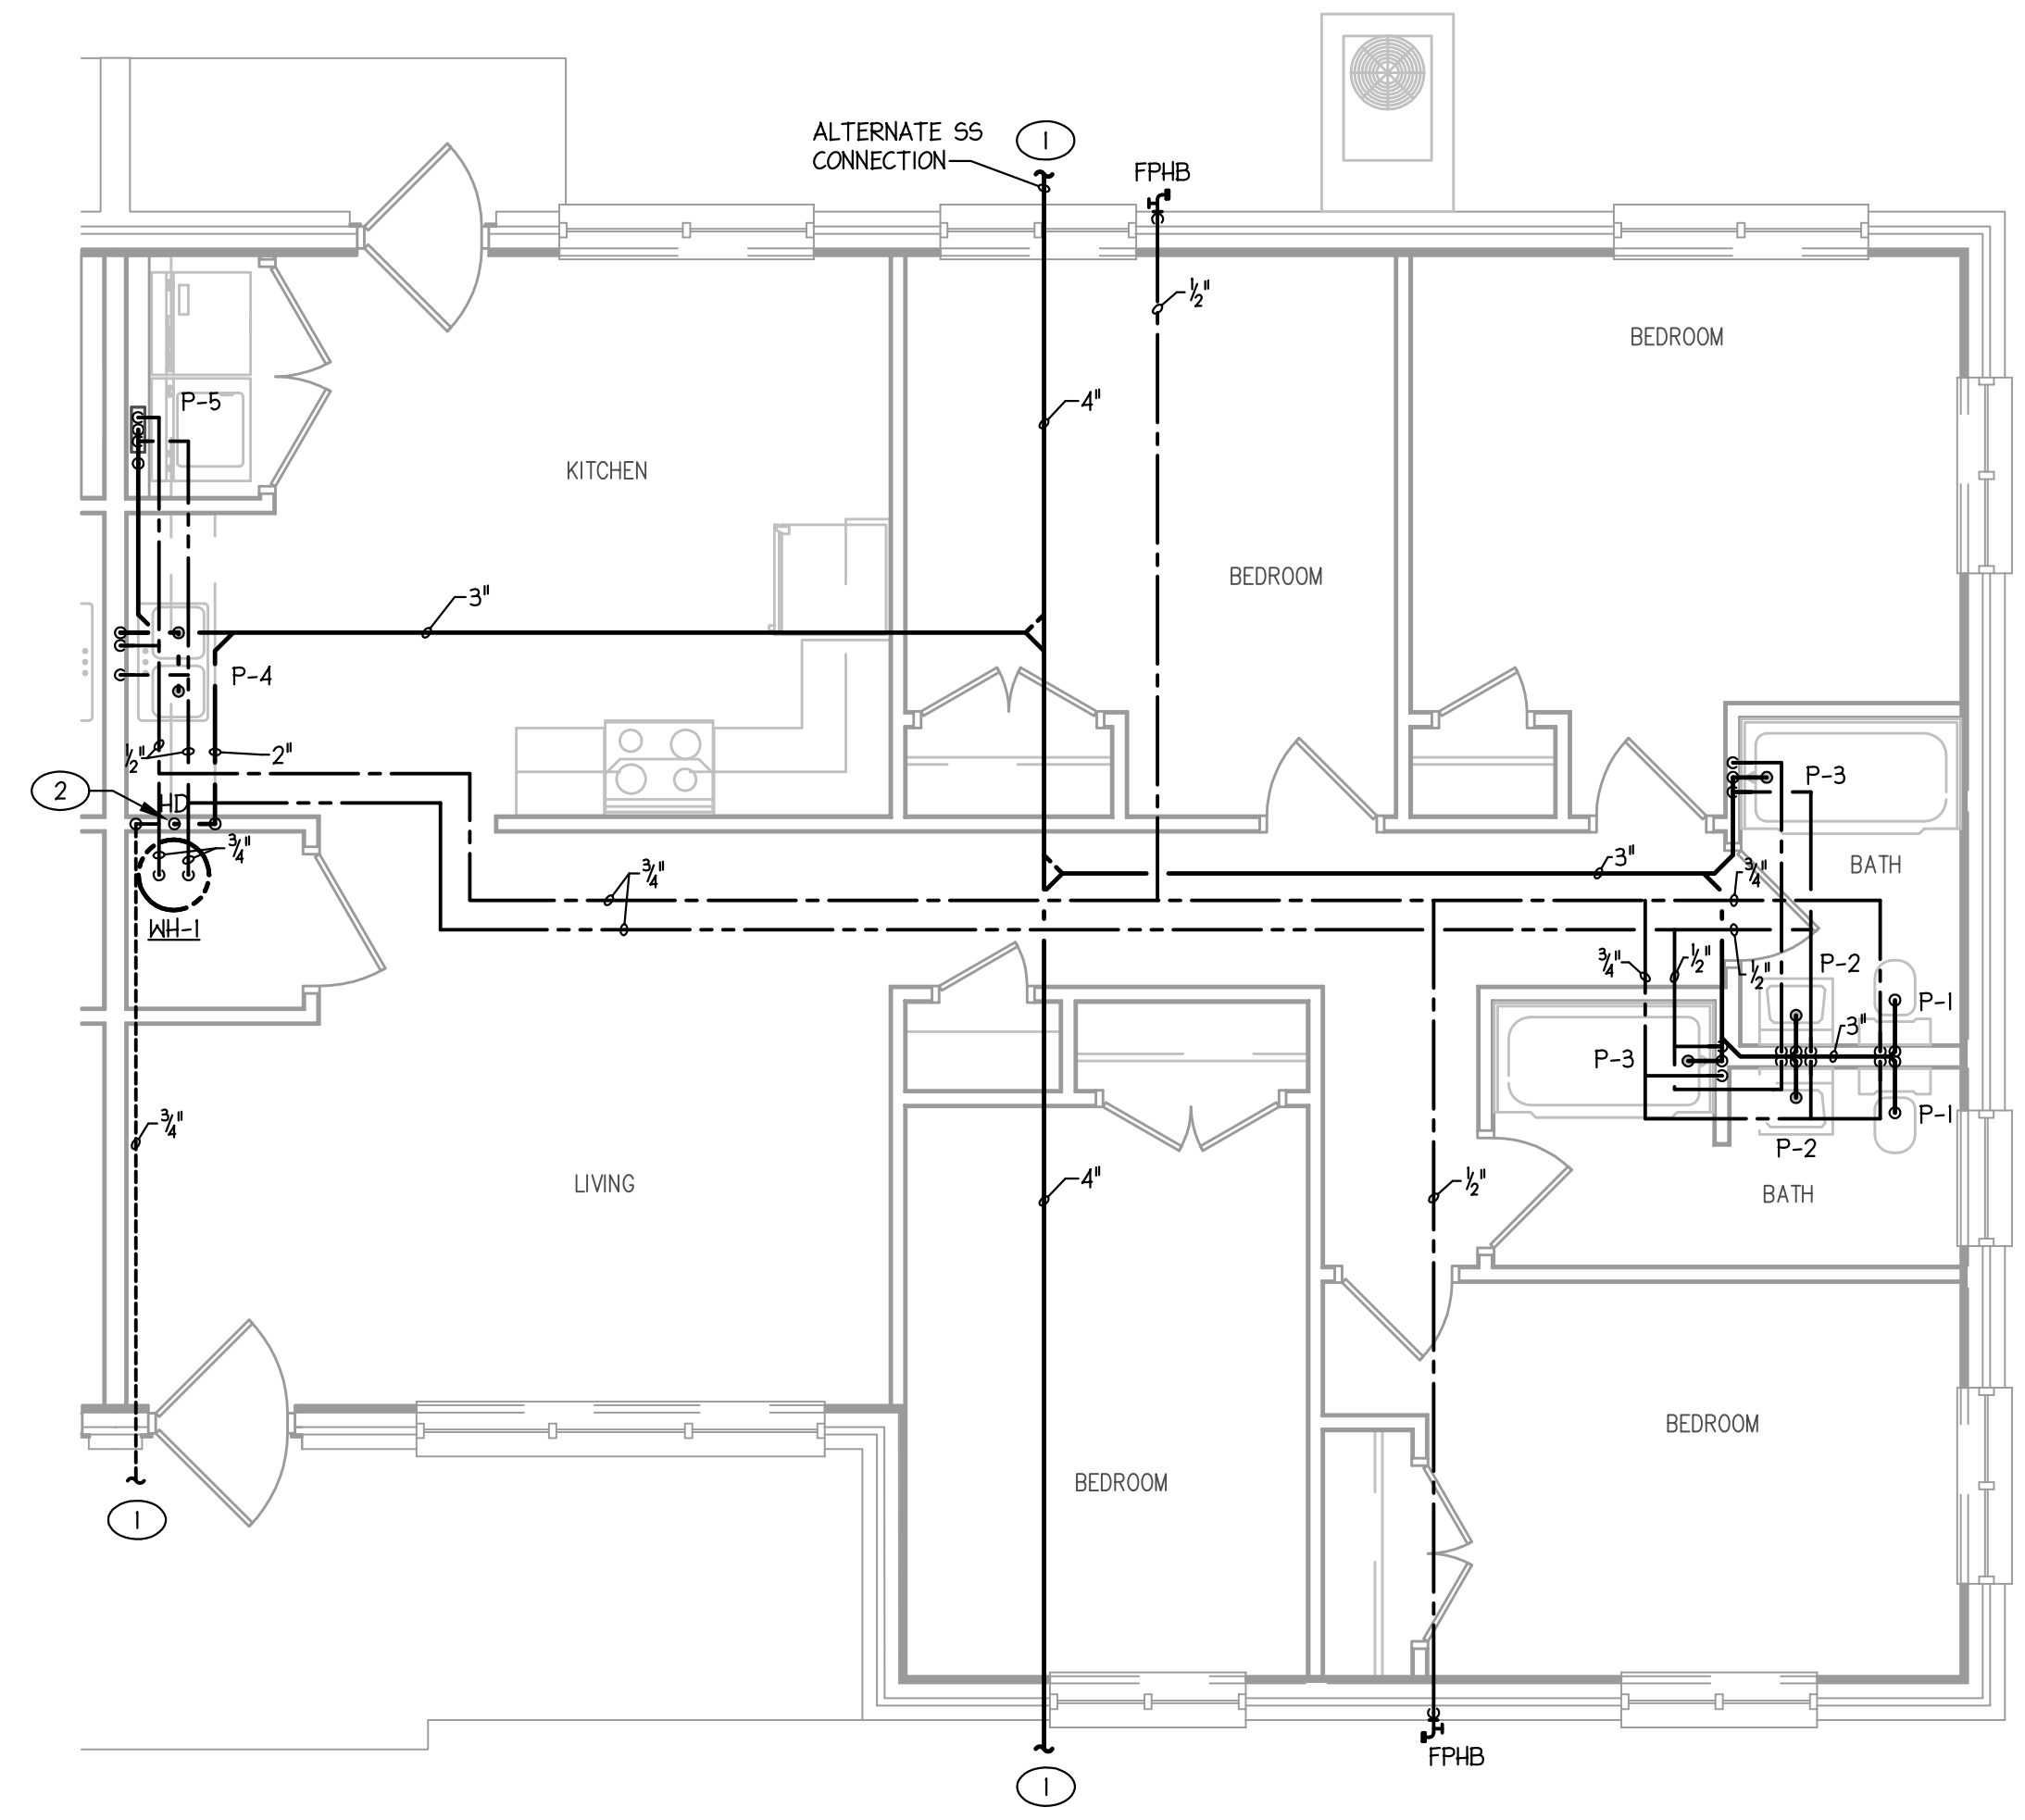 ALTERNATE SS
CONNECTION
1
FPHB
1/2"
BEDROOM
4"
P-5
KITCHEN
BEDROOM
3"
P-4
1/2"
2"
2
HD
3/4"
WH-1
P-3
3"
3/4"
BATH
3/4"
3/4"
1/2"
1/2"
P-2
P-1
3"
P-3
P-1
P-2
BATH
3/4"
LIVING
4"
1/2"
BEDROOM
BEDROOM
1
FPHB
1